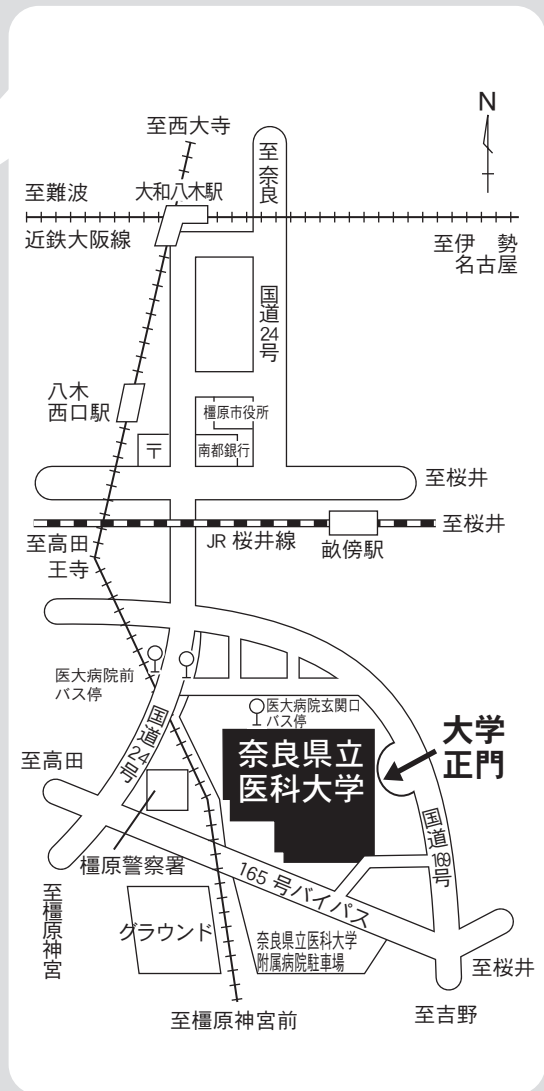 N
至西大寺
至奈良
至難波
大和八木駅
近鉄大阪線
至伊 勢
名古屋
国道24号
八木
西口駅
橿原市役所
〒
南都銀行
至桜井
至桜井
至高田
王寺
JR 桜井線
畝傍駅
医大病院前
バス停
医大病院玄関口
バス停
国道24号
大学
正門
奈良県立
医科大学
至高田
国道169号
橿原警察署
165 号バイパス
至橿原神宮
グラウンド
奈良県立医科大学
附属病院駐車場
至桜井
至橿原神宮前
至吉野